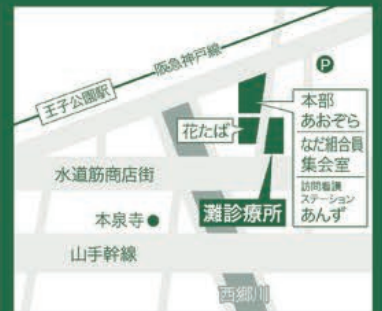 阪急神戸線
P
王子公園駅
本部
あおぞら
花たば
なだ組合員
集会室
水道筋商店街
訪問看護
ステーション
あんず
灘診療所
本泉寺
山手幹線
西郷川